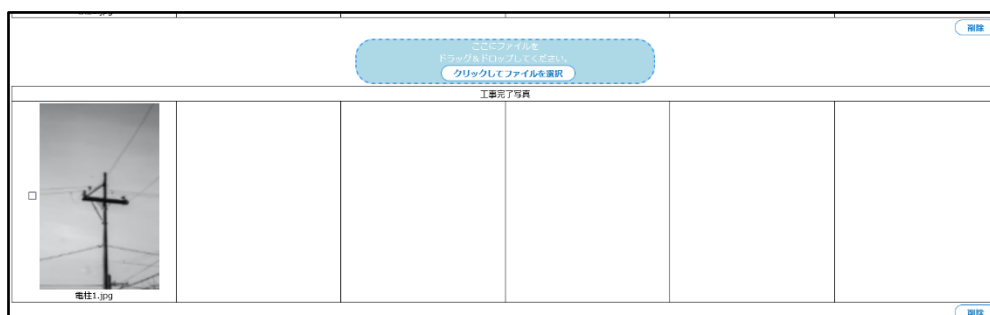 削除
ここにファイルを
ドラッグ&ドロップしてください。
クリックしてファイルを選択
工事完了写真
電柱1.jpg
削除